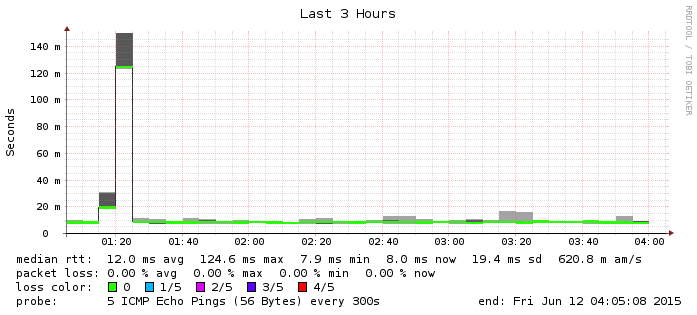 Last 3 Hours
RRDTOOL / TOBI OETIKER
Seconds
140 m
120 m
100 m
80 m
60 m
40 m
20 m
0
01:20 01:40 02:00 02:20 02:40 03:00 03:20 03:40 04:00
median rtt: 12.0 ms avg 124.6 ms max 7.9 ms min 8.0 ms now 19.4 ms sd 620.8 m am/s
packet loss: 0.00 % avg 0.00 % max 0.00 % min 0.00 % now
loss color: 0 1/5 2/5 3/5 4/5
probe: 5 ICMP Echo Pings (56 Bytes) every 300s end: Fri Jun 12 04:05:08 2015